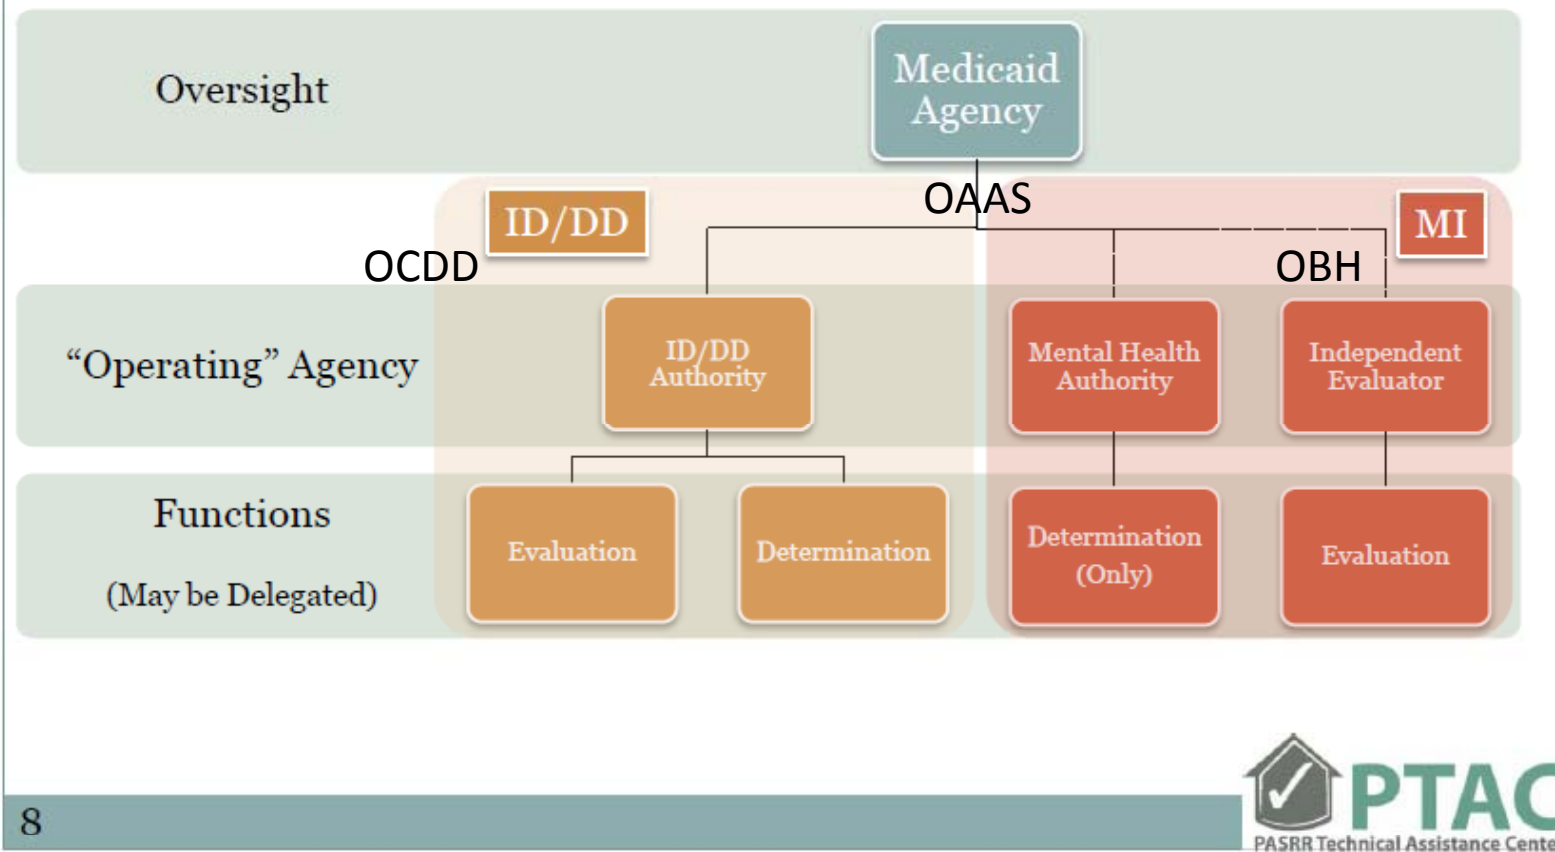 Oversight
Medicaid
Agency
OAAS
ID/DD
MI
OCDD
OBH
“Operating” Agency
ID/DD
Authority
Mental Health
Authority
Independent
Evaluator
Functions
(May be Delegated)
Evaluation
Determination
Determination
(Only)
Evaluation
8
PTAC
PASRR Technical Assistance Cente